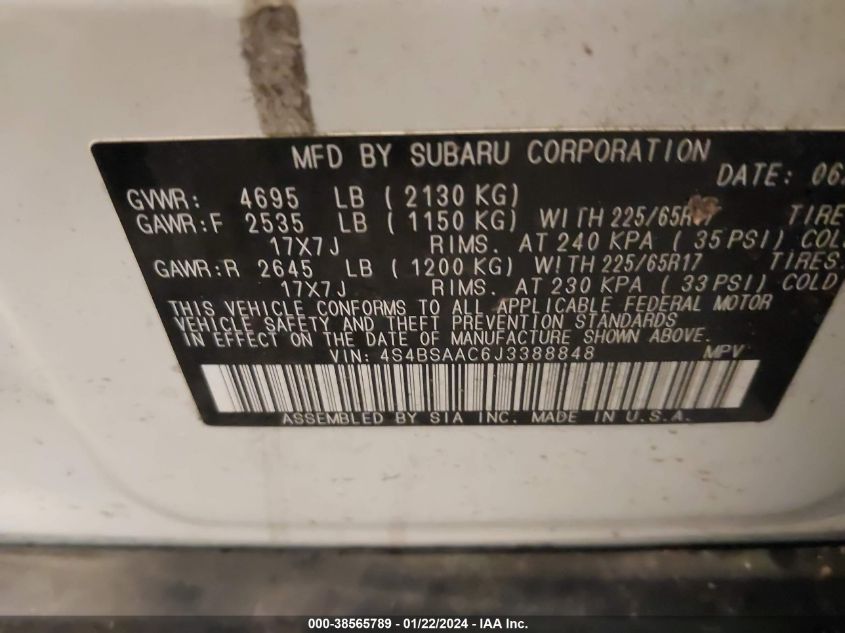 MFD BY SUBARU CORPORATION
DATE: 06
GVWR: 4695 LB ( 2130 KG)
GAWR:F 2535 LB ( 1150 KG) WITH 225/65R TIRE
17X7J RIMS. AT 240 KPA ( 35 PSI) COL
GAWR:R 2645 LB ( 1200 KG) WITH 225/65R17 TIRES
17X7J RIMS. AT 230 KPA ( 33 PSI) COLD
THIS VEHICLE CONFORMS TO ALL APPLICABLE FEDERAL MOTOR
VEHICLE SAFETY AND THEFT PREVENTION STANDARDS
IN EFFECT ON THE DATE OF MANUFACTURE SHOWN ABOVE.
VIN: 4S4BSAAC6J3388848 MPV
ASSEMBLED BY SIA INC. MADE IN U.S.A.
000-38565789 - 01/22/2024 - IAA Inc.